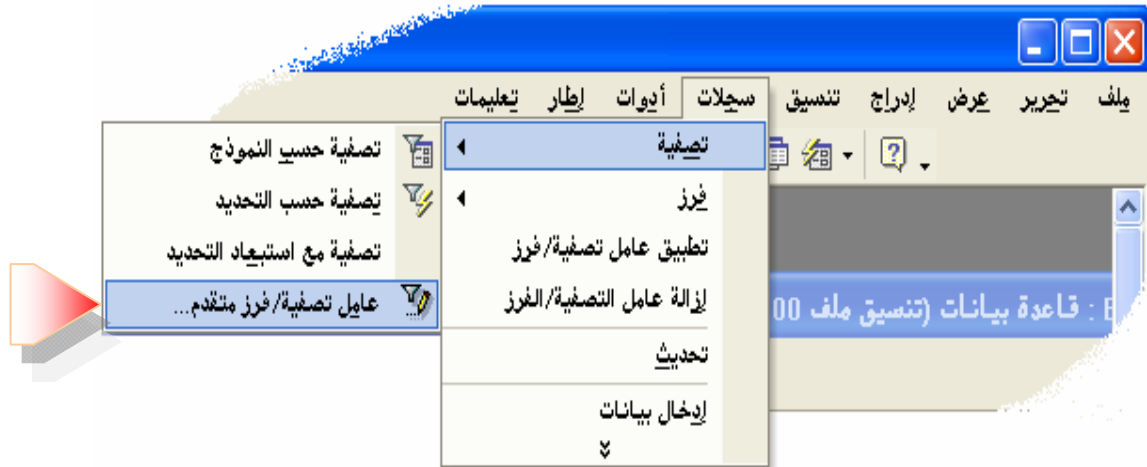 ملف تحرير عرض إدراج تنسيق سجلات أدوات إطار تعليمات
تصفية
فرز
تطبيق عامل تصفية/فرز
إزالة عامل التصفية/الفرز
تحديث
إدخال بيانات
تصفية حسب النموذج
تصفية حسب التحديد
تصفية مع استبعاد التحديد
عامل تصفية/فرز متقدم...
: قاعدة بيانات (تنسيق ملف 00